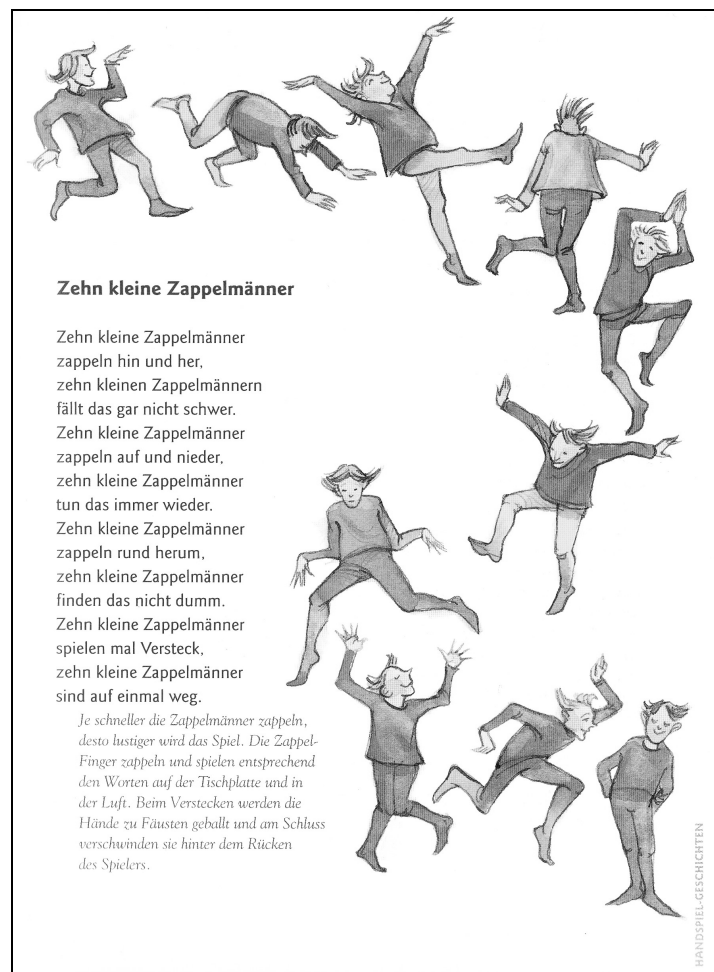 Zehn kleine Zappelmänner
Zehn kleine Zappelmänner
zappeln hin und her,
zehn kleinen Zappelmännern
fällt das gar nicht schwer.
Zehn kleine Zappelmänner
zappeln auf und nieder,
zehn kleine Zappelmänner
tun das immer wieder.
Zehn kleine Zappelmänner
zappeln rund herum,
zehn kleine Zappelmänner
finden das nicht dumm.
Zehn kleine Zappelmänner
spielen mal Versteck,
zehn kleine Zappelmänner
sind auf einmal weg.
Je schneller die Zappelmänner zappeln,
desto lustiger wird das Spiel. Die Zappel-
Finger zappeln und spielen entsprechend
den Worten auf der Tischplatte und in
der Luft. Beim Verstecken werden die
Hände zu Fäusten geballt und am Schluss
verschwinden sie hinter dem Rücken
des Spielers.
HANDSPIEL-GESCHICHTEN